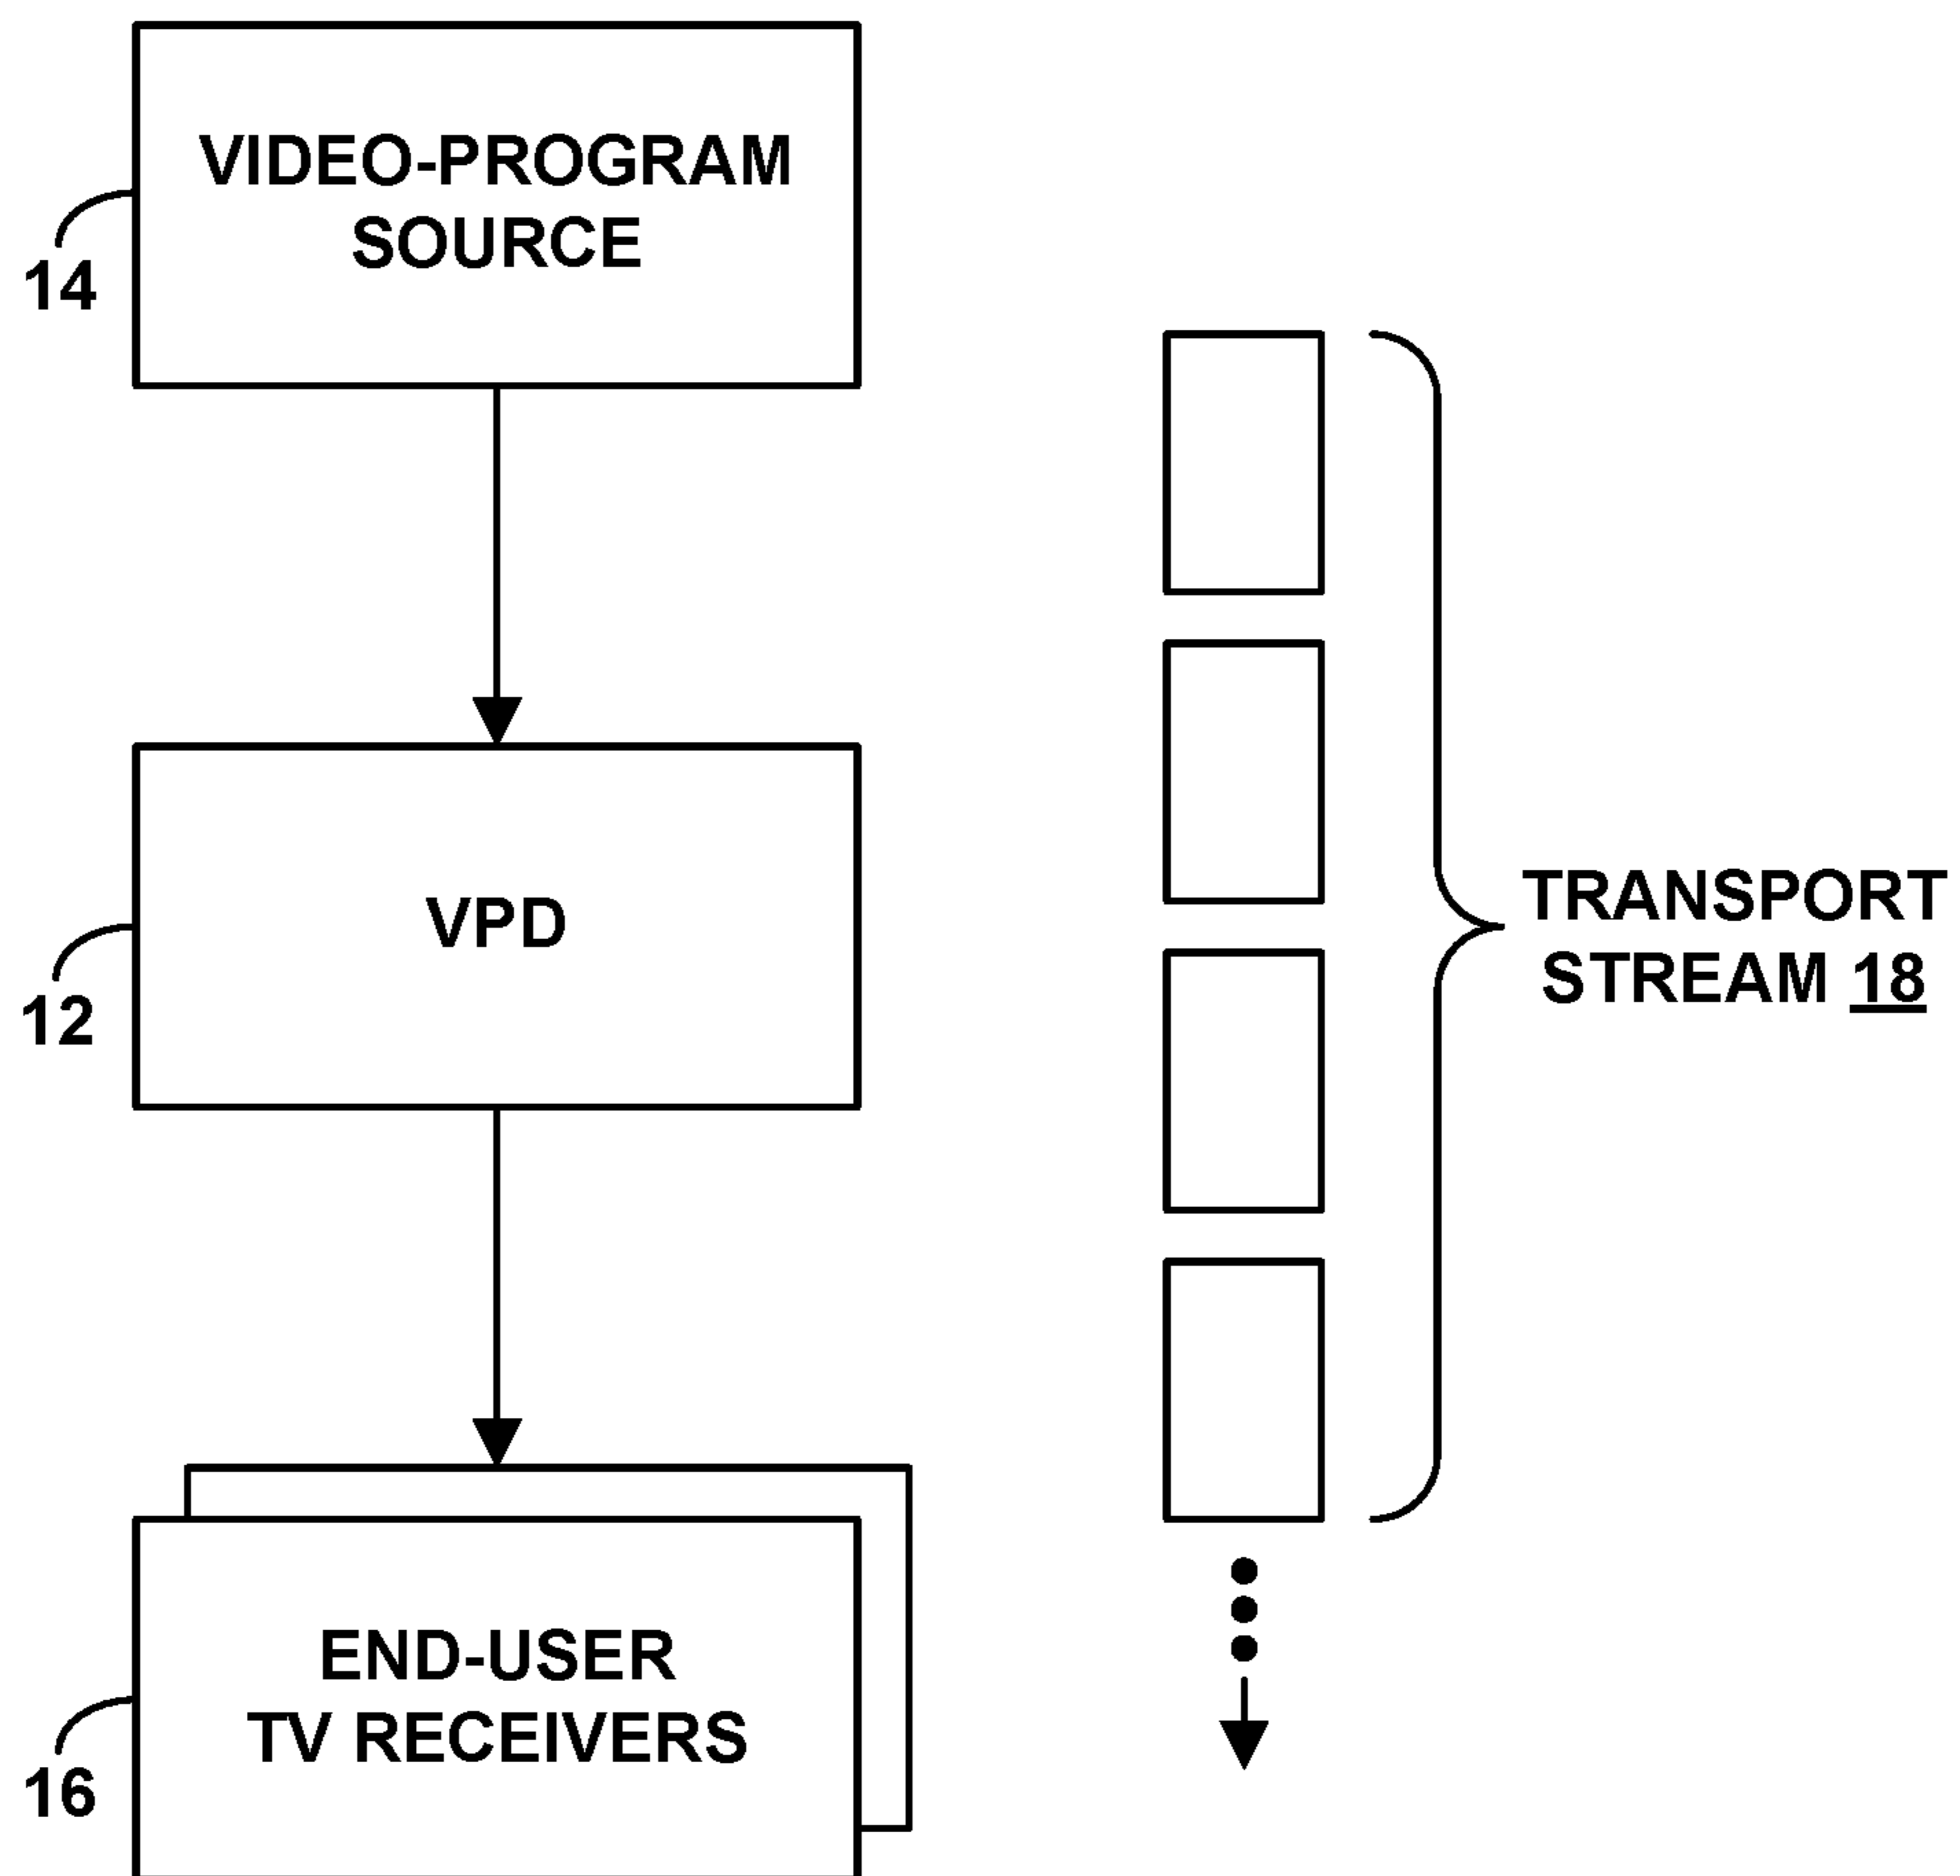 VIDEO-PROGRAM
SOURCE
14
VPD
12
TRANSPORT
STREAM 18
END-USER
TV RECEIVERS
16